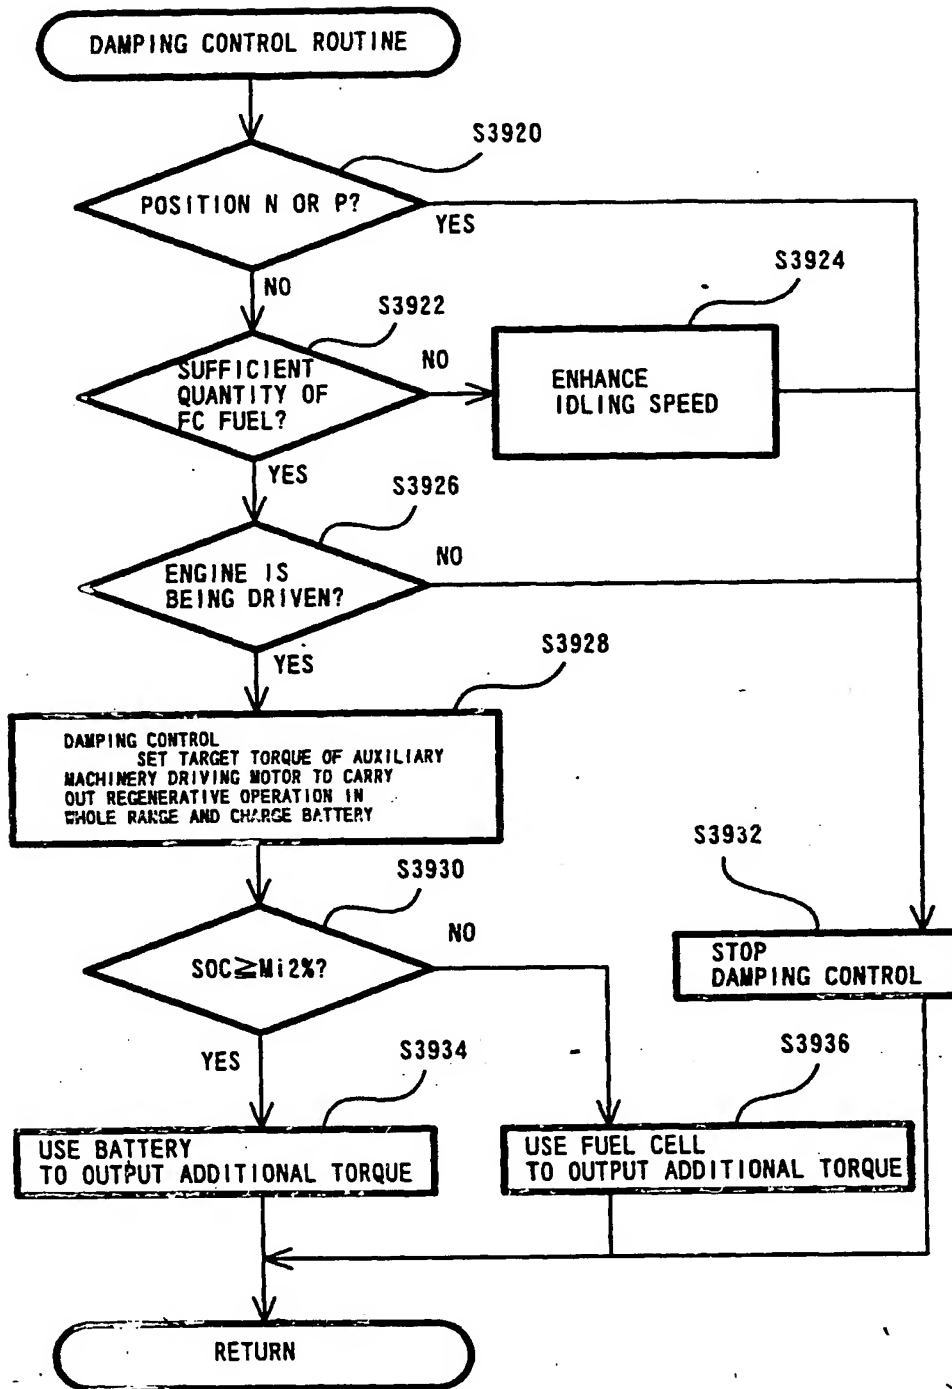 DAMPING CONTROL ROUTINE
S3920
POSITION N OR P?
YES
NO
S3922
S3924
SUFFICIENT
QUANTITY OF
FC FUEL?
NO
ENHANCE
IDLING SPEED
YES
S3926
ENGINE IS
BEING DRIVEN?
NO
YES
S3928
DAMPING CONTROL
SET TARGET TORQUE OF AUXILIARY
MACHINERY DRIVING MOTOR TO CARRY
OUT REGENERATIVE OPERATION IN
WHOLE RANGE AND CHARGE BATTERY
S3930
S3932
SOC≧Mi2%?
NO
STOP
DAMPING CONTROL
YES
S3934
S3936
USE BATTERY
TO OUTPUT ADDITIONAL TORQUE
USE FUEL CELL
TO OUTPUT ADDITIONAL TORQUE
RETURN